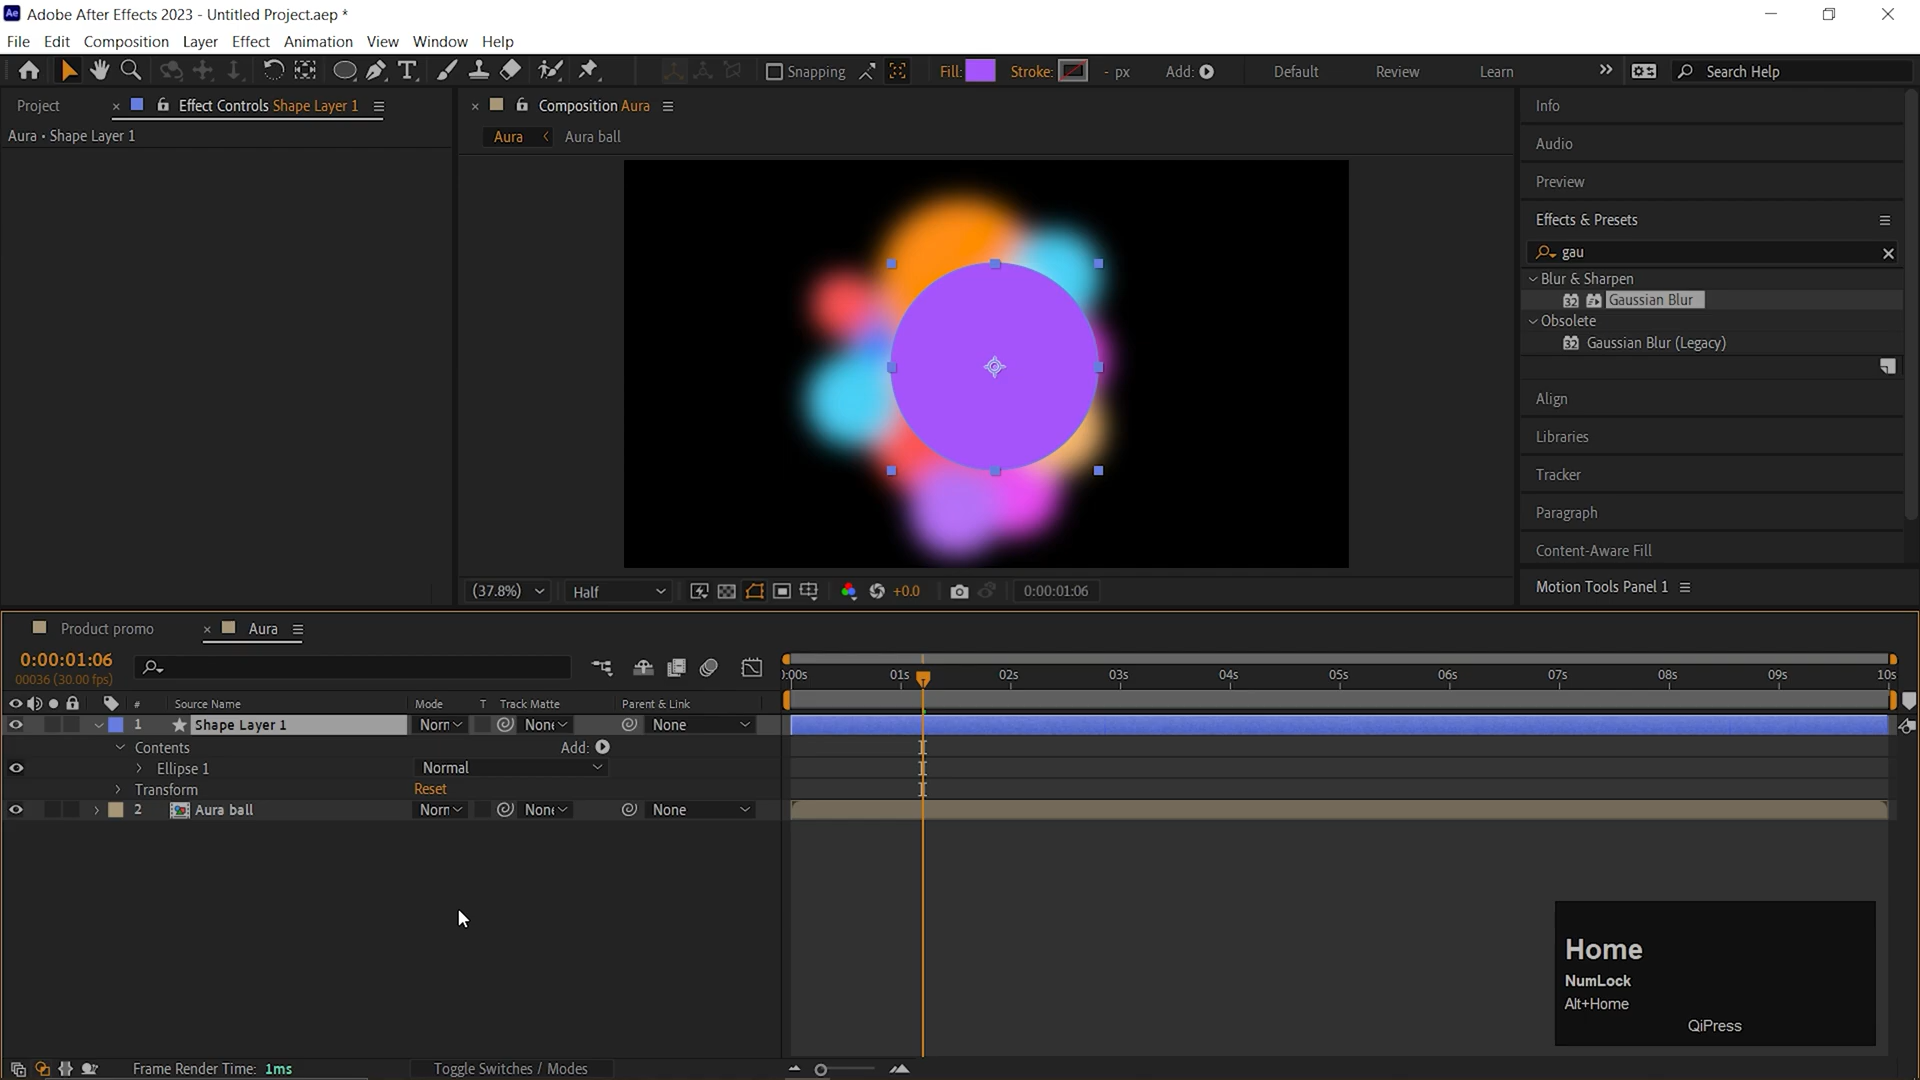 Ae Adobe After Effects 2023 - Untitled Project.aep *
File Edit Composition Layer Effect Animation View Window Help
Snapping Fill: Stroke: - px Add: Default Review Learn Search Help
Project Effect Controls Shape Layer 1
Aura • Shape Layer 1
Composition Aura
Aura Aura ball
(37.8%) Half +0.0 0:00:01:06
Info
Audio
Preview
Effects & Presets
gau
Blur & Sharpen
32 Gaussian Blur
Obsolete
32 Gaussian Blur (Legacy)
Align
Libraries
Tracker
Paragraph
Content-Aware Fill
Motion Tools Panel 1
Product promo Aura
0:00:01:06
00036 (30.00 fps)
):00s 01s 02s 03s 04s 05s 06s 07s 08s 09s 10s
# Source Name Mode T Track Matte Parent & Link
1 Shape Layer 1 Norn None None
Contents Add:
Ellipse 1 Normal
Transform Reset
2 Aura ball Norn None None
Home
NumLock
Alt+Home
QiPress
Frame Render Time: 1ms Toggle Switches / Modes